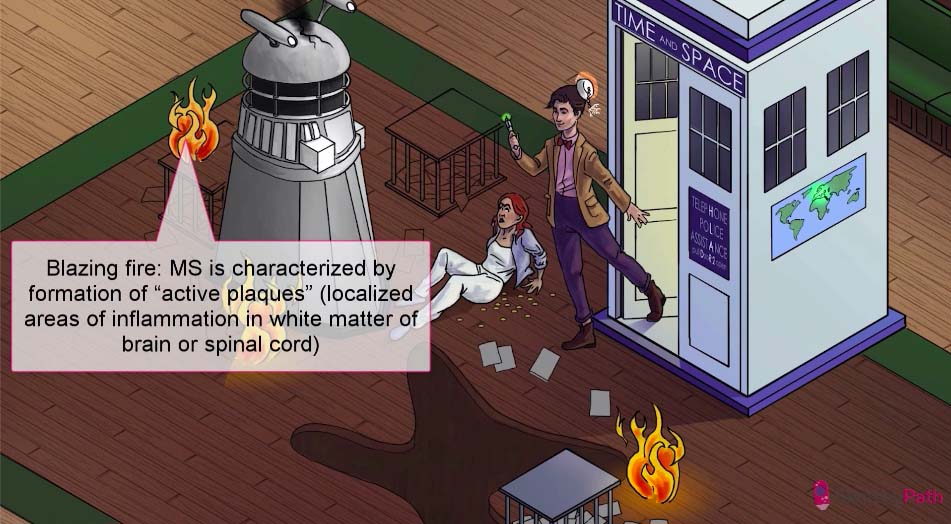 TIME AND SPACE
TELEPHONE
POLICE
ASSISTANCE
Blazing fire: MS is characterized by
formation of “active plaques” (localized
areas of inflammation in white matter of
brain or spinal cord)
Path